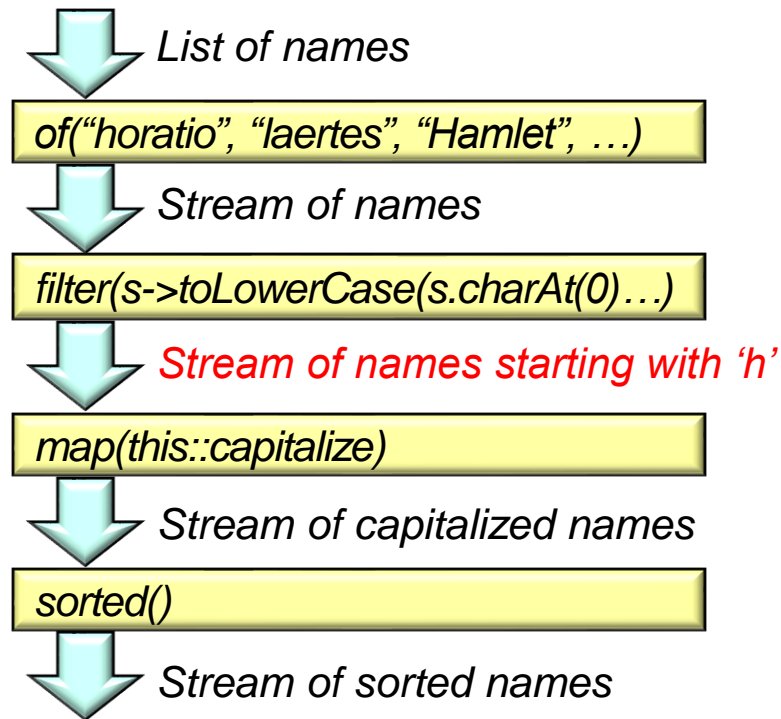 List of names
of(“horatio”, “laertes”, “Hamlet”, …)
Stream of names
filter(s->toLowerCase(s.charAt(0)…)
Stream of names starting with ‘h’
map(this::capitalize)
Stream of capitalized names
sorted()
Stream of sorted names